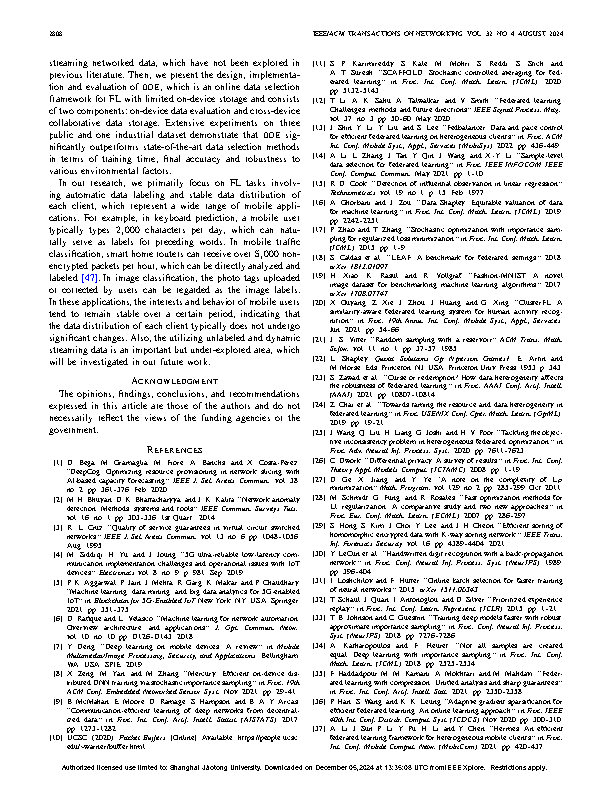 2808
IEEE/ACM TRANSACTIONS ON NETWORKING, VOL. 32, NO. 4, AUGUST 2024
streaming networked data, which have not been explored in
previous literature. Then, we present the design, implementa-
tion and evaluation of ODE, which is an online data selection
framework for FL with limited on-device storage and consists
of two components: on-device data evaluation and cross-device
collaborative data storage. Extensive experiments on three
public and one industrial dataset demonstrate that ODE sig-
nificantly outperforms state-of-the-art data selection methods
in terms of training time, final accuracy and robustness to
various environmental factors.
In our research, we primarily focus on FL tasks involv-
ing automatic data labeling and stable data distribution of
each client, which represent a wide range of mobile appli-
cations. For example, in keyboard prediction, a mobile user
typically types 2,000 characters per day, which can natu-
rally serve as labels for preceding words. In mobile traffic
classification, smart home routers can receive over 5,000 non-
encrypted packets per hour, which can be directly analyzed and
labeled [47]. In image classification, the photo tags uploaded
or corrected by users can be regarded as the image labels.
In these applications, the interests and behavior of mobile users
tend to remain stable over a certain period, indicating that
the data distribution of each client typically does not undergo
significant changes. Also, the utilizing unlabeled and dynamic
streaming data is an important but under-explored area, which
will be investigated in our future work.
ACKNOWLEDGMENT
The opinions, findings, conclusions, and recommendations
expressed in this article are those of the authors and do not
necessarily reflect the views of the funding agencies or the
government.
REFERENCES
[1] D. Bega, M. Gramaglia, M. Fiore, A. Banchs, and X. Costa-Perez,
"DeepCog: Optimizing resource provisioning in network slicing with
AI-based capacity forecasting," IEEE J. Sel. Areas Commun., vol. 38,
no. 2, pp. 361–376, Feb. 2020.
[2] M. H. Bhuyan, D. K. Bhattacharyya, and J. K. Kalita, "Network anomaly
detection: Methods, systems and tools," IEEE Commun. Surveys Tuts.,
vol. 16, no. 1, pp. 303–336, 1st Quart., 2014.
[3] R. L. Cruz, "Quality of service guarantees in virtual circuit switched
networks," IEEE J. Sel. Areas Commun., vol. 13, no. 6, pp. 1048–1056,
Aug. 1995.
[4] M. Siddiqi, H. Yu, and J. Joung, "5G ultra-reliable low-latency com-
munication implementation challenges and operational issues with IoT
devices," Electronics, vol. 8, no. 9, p. 981, Sep. 2019.
[5] P. K. Aggarwal, P. Jain, J. Mehta, R. Garg, K. Makar, and P. Chaudhary,
"Machine learning, data mining, and big data analytics for 5G-enabled
IoT," in Blockchain for 5G-Enabled IoT. New York, NY, USA: Springer,
2021, pp. 351–375.
[6] D. Rafique and L. Velasco, "Machine learning for network automation:
Overview, architecture, and applications," J. Opt. Commun. Netw.,
vol. 10, no. 10, pp. D126–D143, 2018.
[7] Y. Deng, "Deep learning on mobile devices: A review," in Mobile
Multimedia/Image Processing, Security, and Applications. Bellingham,
WA, USA: SPIE, 2019.
[8] X. Zeng, M. Yan, and M. Zhang, "Mercury: Efficient on-device dis-
tributed DNN training via stochastic importance sampling," in Proc. 19th
ACM Conf. Embedded Networked Sensor Syst., Nov. 2021, pp. 29–41.
[9] B. McMahan, E. Moore, D. Ramage, S. Hampson, and B. A. Y. Arcas,
"Communication-efficient learning of deep networks from decentral-
ized data," in Proc. Int. Conf. Artif. Intell. Statist. (AISTATS), 2017,
pp. 1273–1282.
[10] UCSC. (2020). Packet Buffers. [Online]. Available: https://people.ucsc.
edu/~warner/buffer.html
[11] S. P. Karimireddy, S. Kale, M. Mohri, S. Reddi, S. Stich, and
A. T. Suresh, "SCAFFOLD: Stochastic controlled averaging for fed-
erated learning," in Proc. Int. Conf. Mach. Learn. (ICML), 2020,
pp. 5132–5143.
[12] T. Li, A. K. Sahu, A. Talwalkar, and V. Smith, "Federated learning:
Challenges, methods, and future directions," IEEE Signal Process. Mag.,
vol. 37, no. 3, pp. 50–60, May 2020.
[13] J. Shin, Y. Li, Y. Liu, and S. Lee, "FedBalancer: Data and pace control
for efficient federated learning on heterogeneous clients," in Proc. ACM
Int. Conf. Mobile Syst., Appl., Services (MobiSys), 2022, pp. 436–449.
[14] A. Li, L. Zhang, J. Tan, Y. Qin, J. Wang, and X.-Y. Li, "Sample-level
data selection for federated learning," in Proc. IEEE INFOCOM IEEE
Conf. Comput. Commun., May 2021, pp. 1–10.
[15] R. D. Cook, "Detection of influential observation in linear regression,"
Technometrics, vol. 19, no. 1, p. 15, Feb. 1977.
[16] A. Ghorbani and J. Zou, "Data Shapley: Equitable valuation of data
for machine learning," in Proc. Int. Conf. Mach. Learn. (ICML), 2019,
pp. 2242–2251.
[17] P. Zhao and T. Zhang, "Stochastic optimization with importance sam-
pling for regularized loss minimization," in Proc. Int. Conf. Mach. Learn.
(ICML), 2015, pp. 1–9.
[18] S. Caldas et al., "LEAF: A benchmark for federated settings," 2018,
arXiv:1812.01097.
[19] H. Xiao, K. Rasul, and R. Vollgraf, "Fashion-MNIST: A novel
image dataset for benchmarking machine learning algorithms," 2017,
arXiv:1708.07747.
[20] X. Ouyang, Z. Xie, J. Zhou, J. Huang, and G. Xing, "ClusterFL: A
similarity-aware federated learning system for human activity recog-
nition," in Proc. 19th Annu. Int. Conf. Mobile Syst., Appl., Services,
Jun. 2021, pp. 54–66.
[21] J. S. Vitter, "Random sampling with a reservoir," ACM Trans. Math.
Softw., vol. 11, no. 1, pp. 37–57, 1985.
[22] L. Shapley, Quota Solutions Op N-person Games1, E. Artin and
M. Morse, Eds. Princeton, NJ, USA: Princeton Univ. Press, 1953, p. 343.
[23] S. Zawad et al., "Curse or redemption? How data heterogeneity affects
the robustness of federated learning," in Proc. AAAI Conf. Artif. Intell.
(AAAI), 2021, pp. 10807–10814.
[24] Z. Chai et al., "Towards taming the resource and data heterogeneity in
federated learning," in Proc. USENIX Conf. Oper. Mach. Learn. (OpML),
2019, pp. 19–21.
[25] J. Wang, Q. Liu, H. Liang, G. Joshi, and H. V. Poor, "Tackling the objec-
tive inconsistency problem in heterogeneous federated optimization," in
Proc. Adv. Neural Inf. Process. Syst., 2020, pp. 7611–7623.
[26] C. Dwork, "Differential privacy: A survey of results," in Proc. Int. Conf.
Theory Appl. Models Comput. (ICTAMC), 2008, pp. 1–19.
[27] D. Ge, X. Jiang, and Y. Ye, "A note on the complexity of Lp
minimization," Math. Program., vol. 129, no. 2, pp. 285–299, Oct. 2011.
[28] M. Schmidt, G. Fung, and R. Rosales, "Fast optimization methods for
L1 regularization: A comparative study and two new approaches," in
Proc. Eur. Conf. Mach. Learn. (ECML), 2007, pp. 286–297.
[29] S. Hong, S. Kim, J. Choi, Y. Lee, and J. H. Cheon, "Efficient sorting of
homomorphic encrypted data with K-way sorting network," IEEE Trans.
Inf. Forensics Security, vol. 16, pp. 4389–4404, 2021.
[30] Y. LeCun et al., "Handwritten digit recognition with a back-propagation
network," in Proc. Conf. Neural Inf. Process. Syst. (NeurIPS), 1989,
pp. 396–404.
[31] I. Loshchilov and F. Hutter, "Online batch selection for faster training
of neural networks," 2015, arXiv:1511.06343.
[32] T. Schaul, J. Quan, I. Antonoglou, and D. Silver, "Prioritized experience
replay," in Proc. Int. Conf. Learn. Represent. (ICLR), 2015, pp. 1–21.
[33] T. B. Johnson and C. Guestrin, "Training deep models faster with robust,
approximate importance sampling," in Proc. Conf. Neural Inf. Process.
Syst. (NeurIPS), 2018, pp. 7276–7286.
[34] A. Katharopoulos and F. Fleuret, "Not all samples are created
equal: Deep learning with importance sampling," in Proc. Int. Conf.
Mach. Learn. (ICML), 2018, pp. 2525–2534.
[35] F. Haddadpour, M. M. Kamani, A. Mokhtari, and M. Mahdavi, "Feder-
ated learning with compression: Unified analysis and sharp guarantees,"
in Proc. Int. Conf. Artif. Intell. Stat., 2021, pp. 2350–2358.
[36] P. Han, S. Wang, and K. K. Leung, "Adaptive gradient sparsification for
efficient federated learning: An online learning approach," in Proc. IEEE
40th Int. Conf. Distrib. Comput. Syst. (ICDCS), Nov. 2020, pp. 300–310.
[37] A. Li, J. Sun, P. Li, Y. Pu, H. Li, and Y. Chen, "Hermes: An efficient
federated learning framework for heterogeneous mobile clients," in Proc.
Int. Conf. Mobile Comput. Netw. (MobiCom), 2021, pp. 420–437.
Authorized licensed use limited to: Shanghai Jiaotong University. Downloaded on December 05,2024 at 13:36:08 UTC from IEEE Xplore. Restrictions apply.